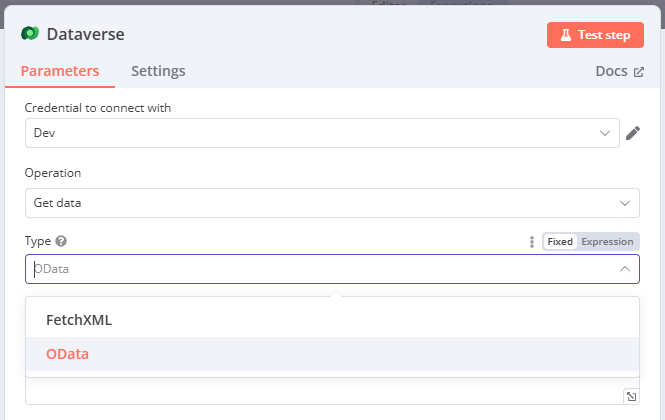 Dataverse
Test step
Parameters
Settings
Docs
Credential to connect with
Dev
Operation
Get data
Type
Fixed
Expression
OData
FetchXML
OData